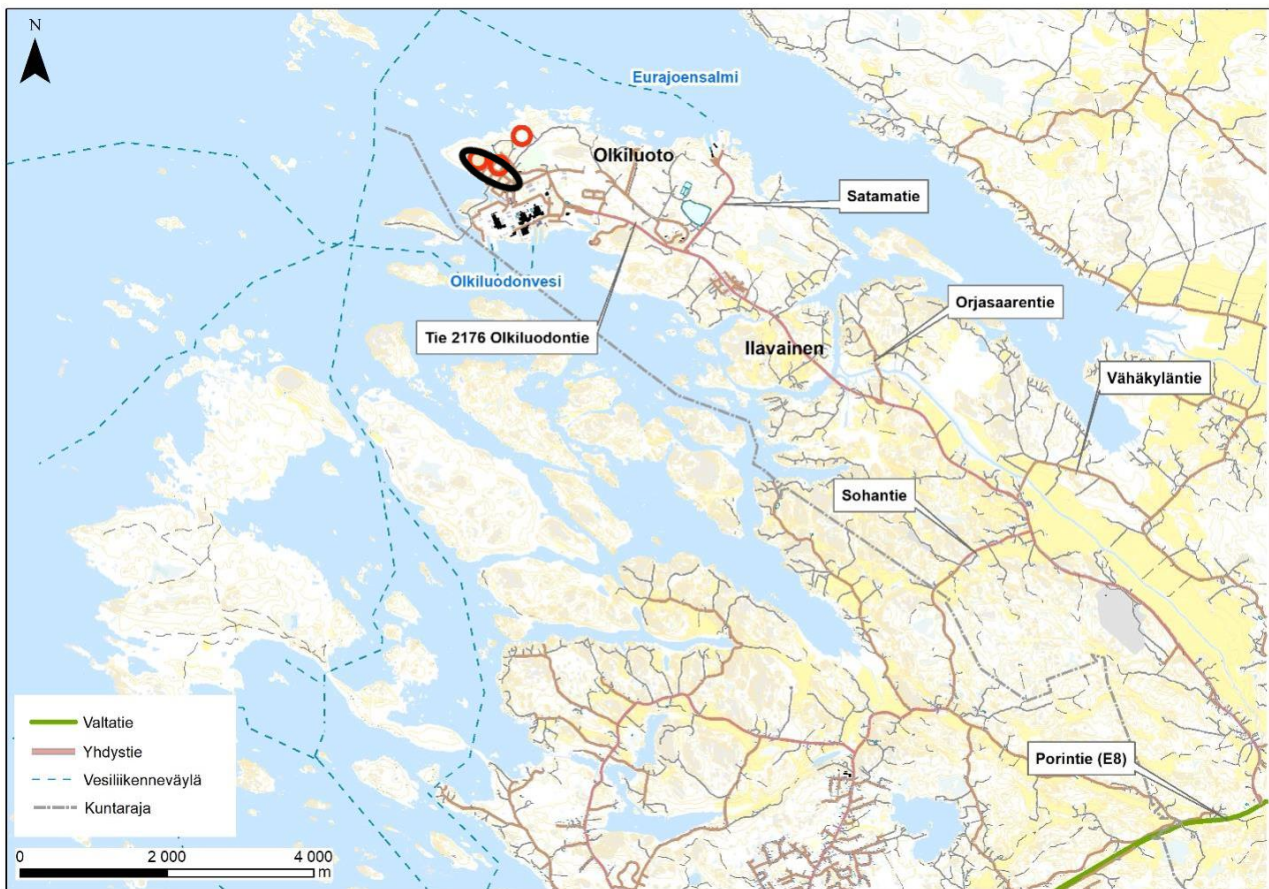 N
Eurajoensalmi
Olkiluoto
Satamatie
Olkiluodonvesi
Orjasaarentie
Tie 2176 Olkiluodontie
Ilavainen
Vähäkyläntie
Sohantie
Porintie (E8)
Valtatie
Yhdystie
Vesiliikenneväylä
Kuntaraja
0 2 000 4 000
m